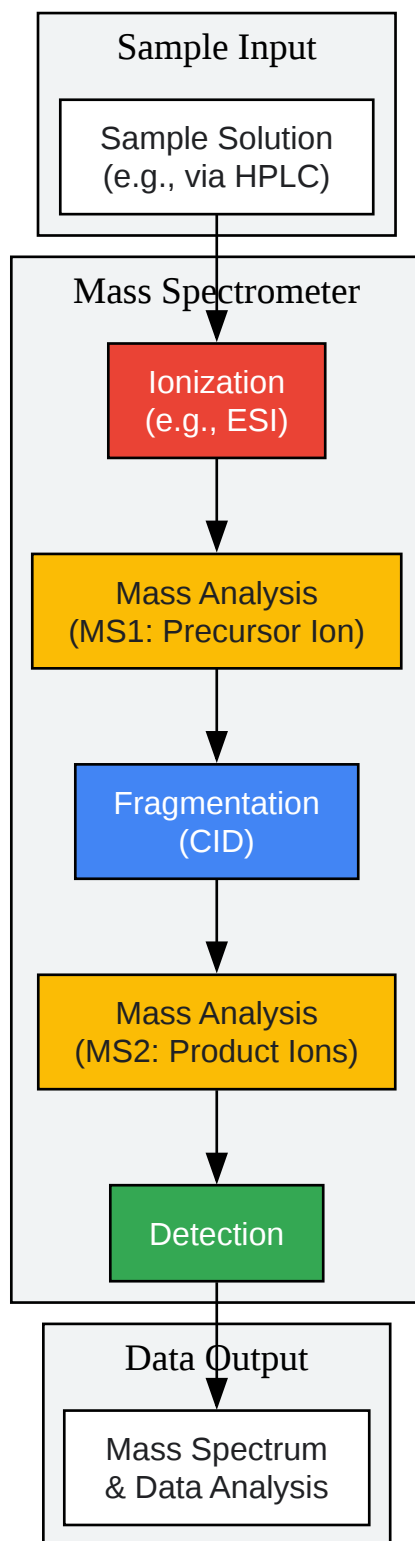 Sample Input
Sample Solution
(e.g., via HPLC)
Mass Spectrometer
Ionization
(e.g., ESI)
Mass Analysis
(MS1: Precursor Ion)
Fragmentation
(CID)
Mass Analysis
(MS2: Product Ions)
Detection
Data Output
Mass Spectrum
& Data Analysis